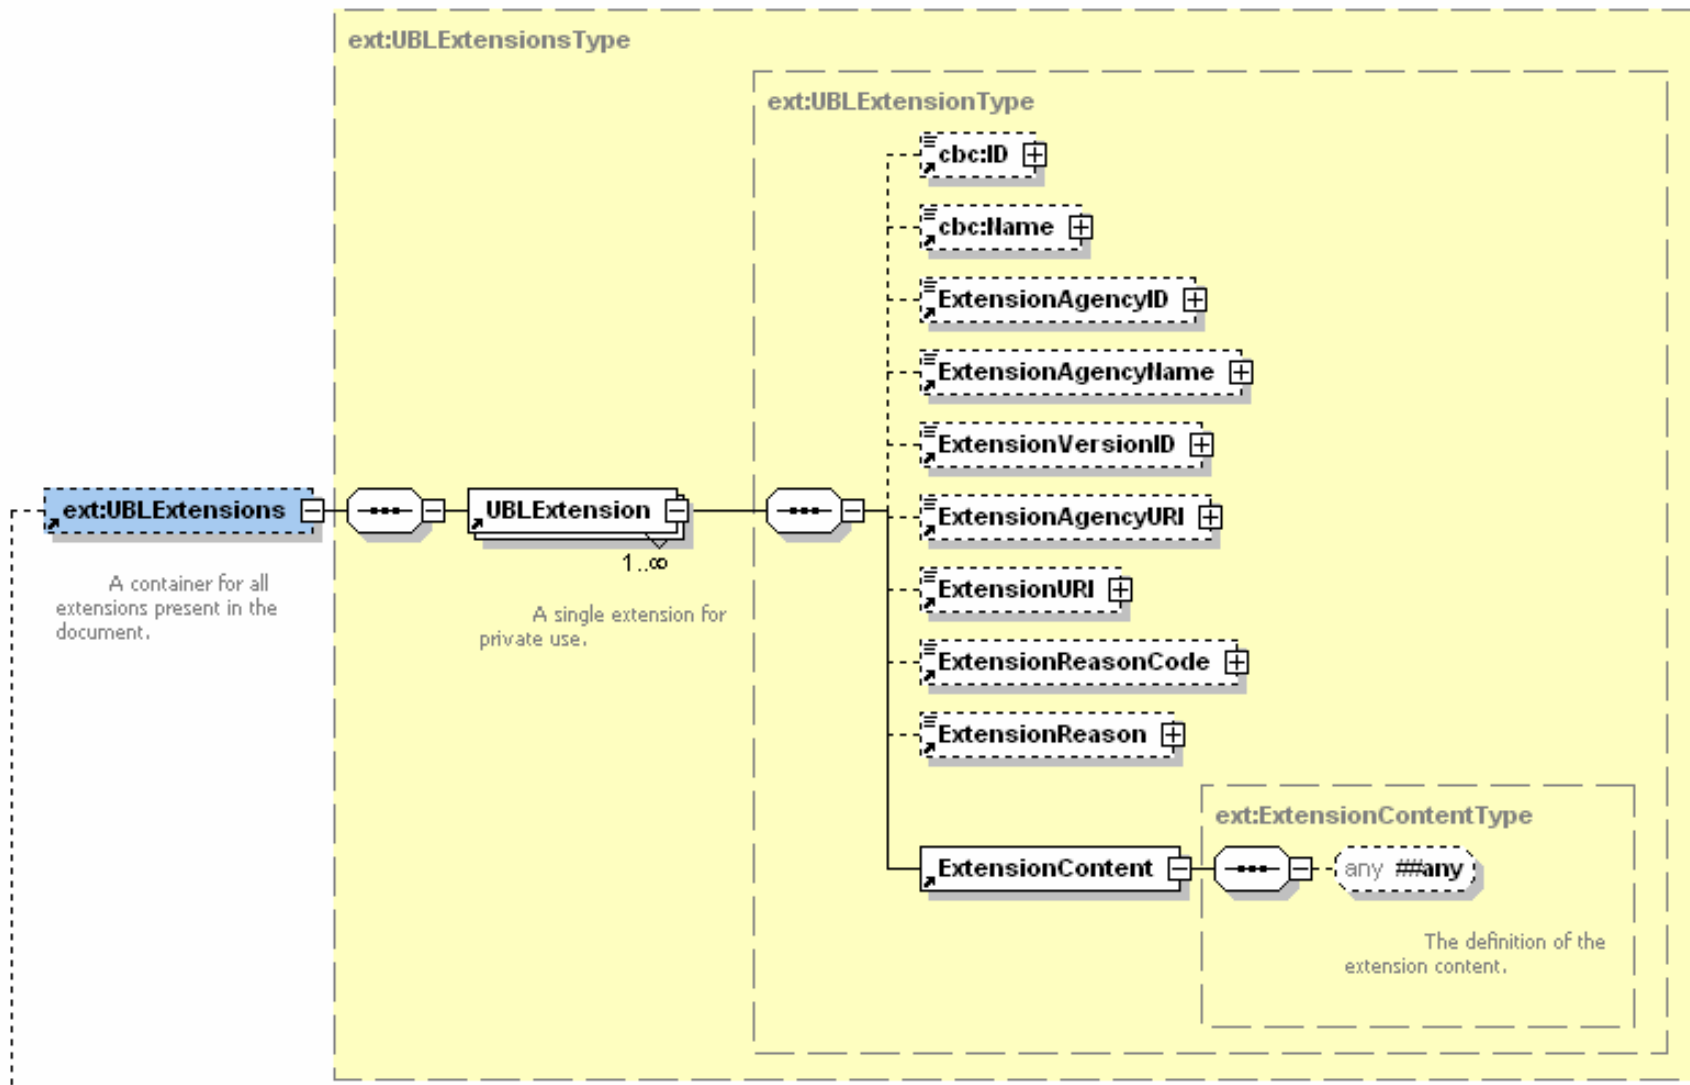 ext:UBLExtensionsType
ext:UBLExtensionType
cbc:ID
cbc:Name
ExtensionAgencyID
ExtensionAgencyName
ExtensionVersionID
ext:UBLExtensions
UBLExtension
ExtensionAgencyURI
1..∞
A container for all
extensions present in the
document.
A single extension for
private use.
ExtensionURI
ExtensionReasonCode
ExtensionReason
ext:ExtensionContentType
ExtensionContent
any ##any
The definition of the
extension content.